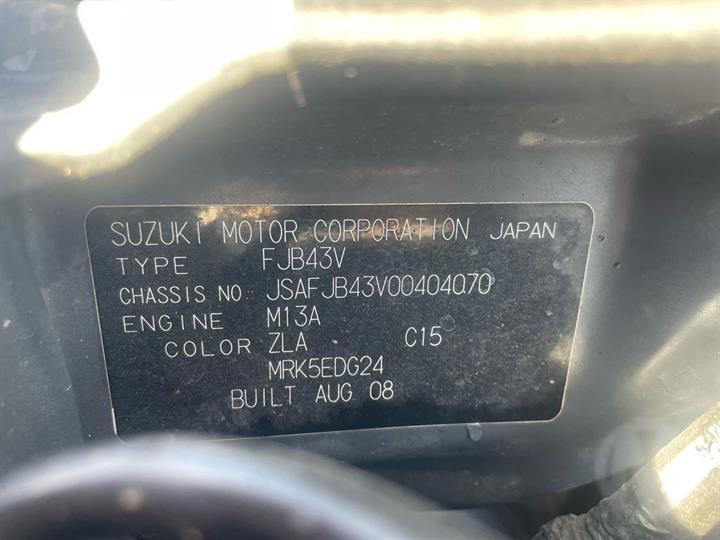 SUZUKI MOTOR CORPORATION JAPAN
TYPE FJB43V
CHASSIS NO.: JSAFJB43V00404070
ENGINE M13A
COLOR ZLA C15
MRK5EDG24
BUILT AUG 08